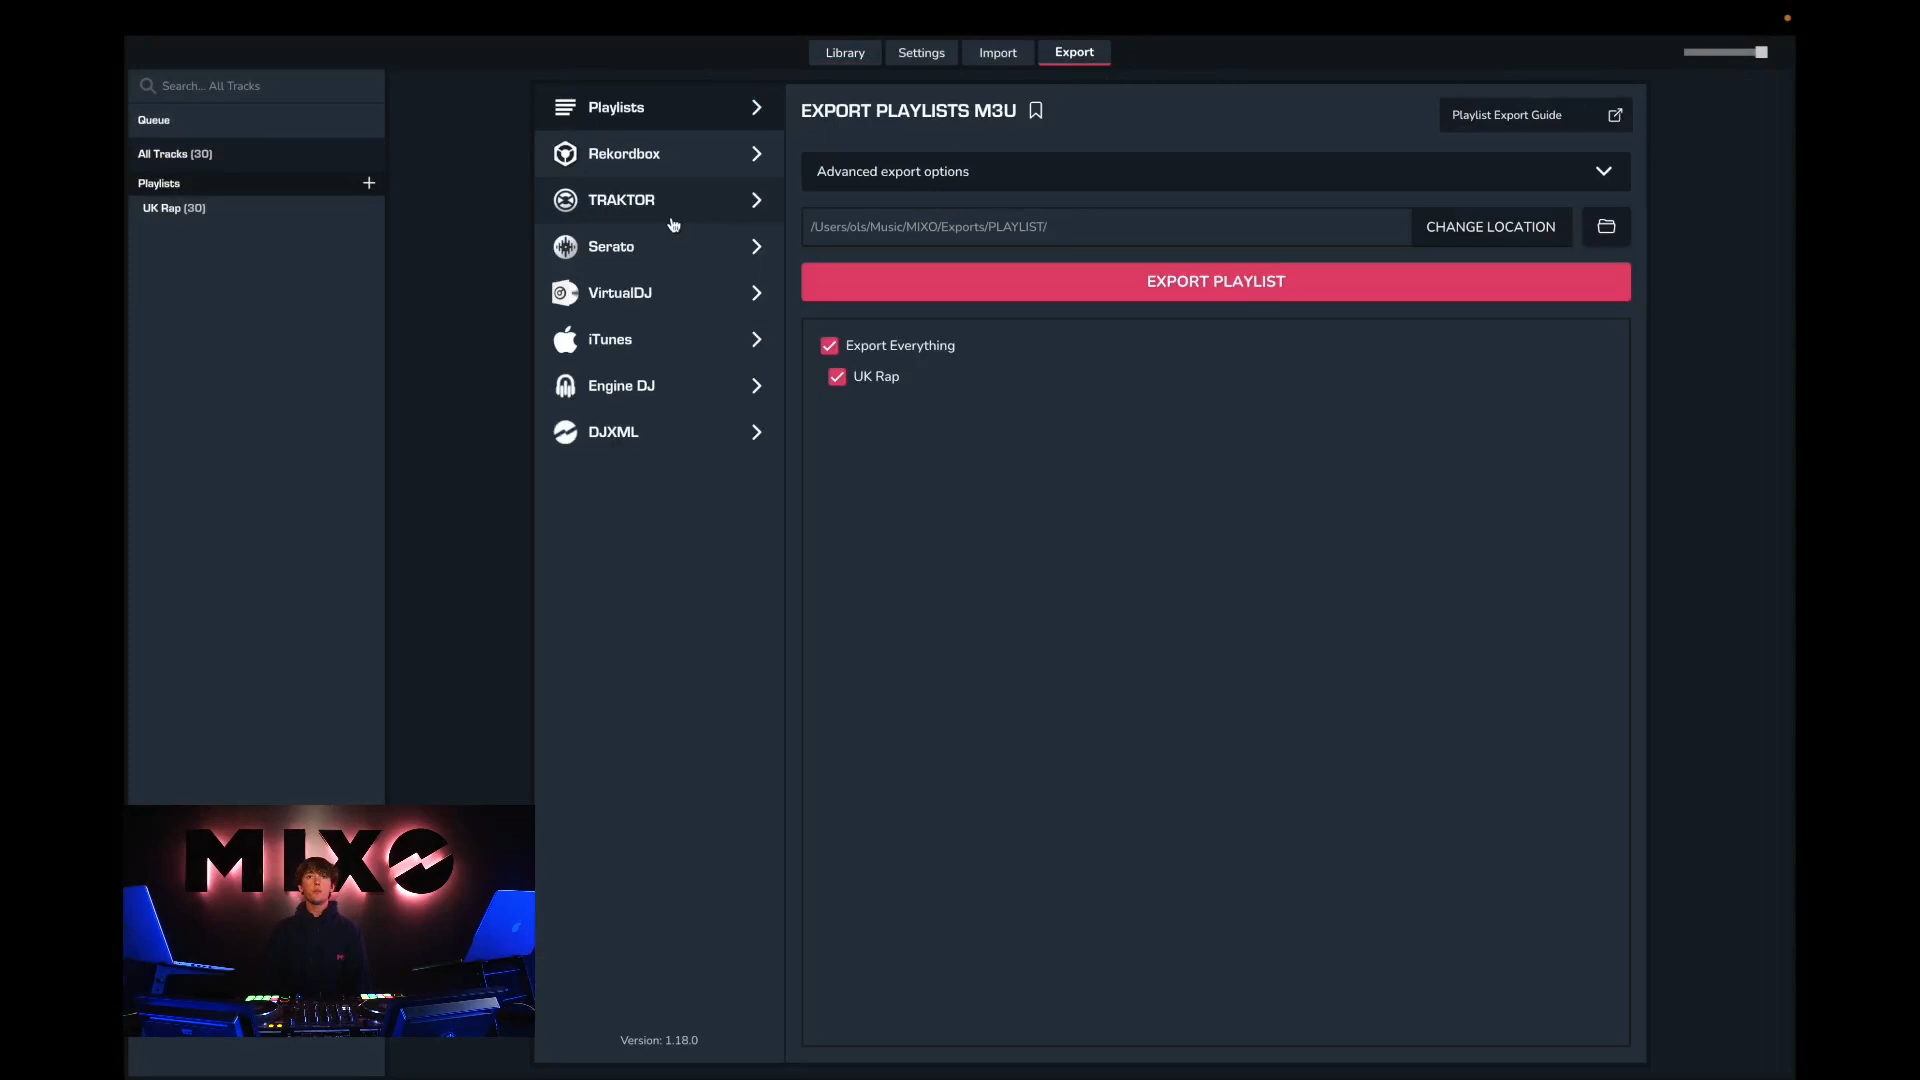 Library
Settings
Import
Export
Search... All Tracks
Queue
All Tracks (30)
Playlists
UK Rap (30)
Playlists
Rekordbox
TRAKTOR
Serato
VirtualDJ
iTunes
Engine DJ
DJXML
Version: 1.18.0
EXPORT PLAYLISTS M3U
Playlist Export Guide
Advanced export options
/Users/ols/Music/MIXO/Exports/PLAYLIST/
CHANGE LOCATION
EXPORT PLAYLIST
Export Everything
UK Rap
MIXO